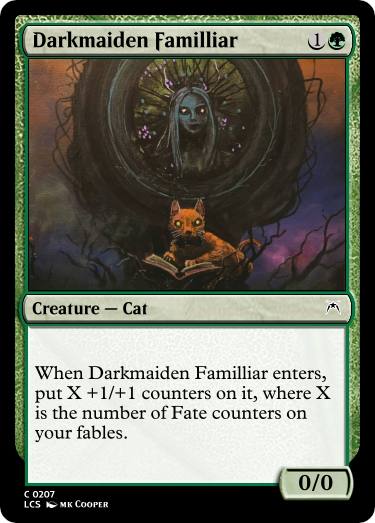 Darkmaiden Familliar 1
Creature — Cat
When Darkmaiden Familliar enters,
put X +1/+1 counters on it, where X
is the number of Fate counters on
your fables.
0/0
C 0207
LCS MK COOPER